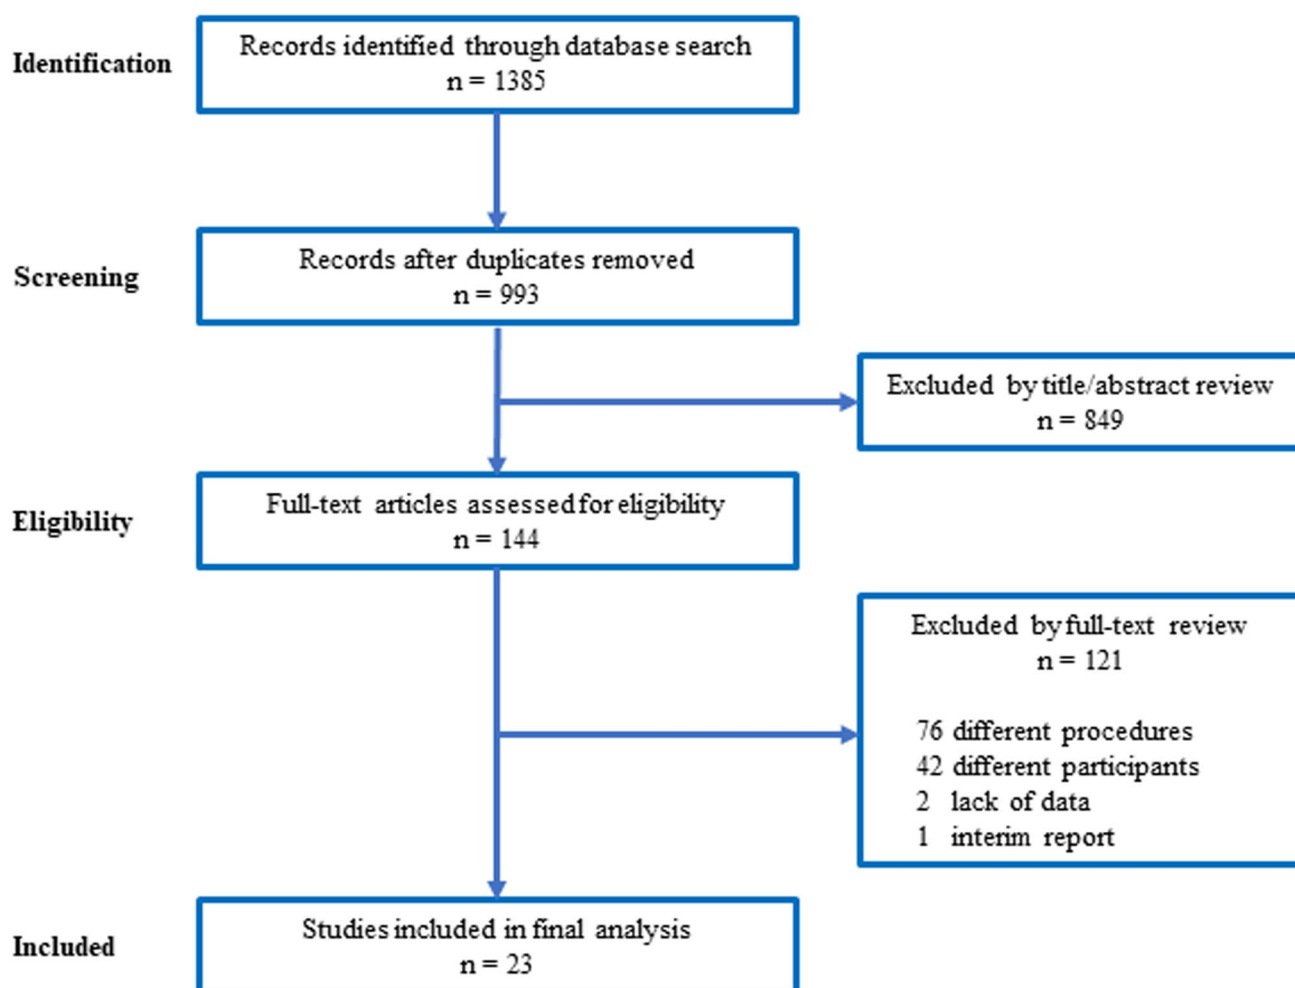 Identification
Records identified through database search
n = 1385
Screening
Records after duplicates removed
n = 993
Excluded by title/abstract review
n = 849
Eligibility
Full-text articles assessed for eligibility
n = 144
Excluded by full-text review
n = 121
76 different procedures
42 different participants
2 lack of data
1 interim report
Included
Studies included in final analysis
n = 23